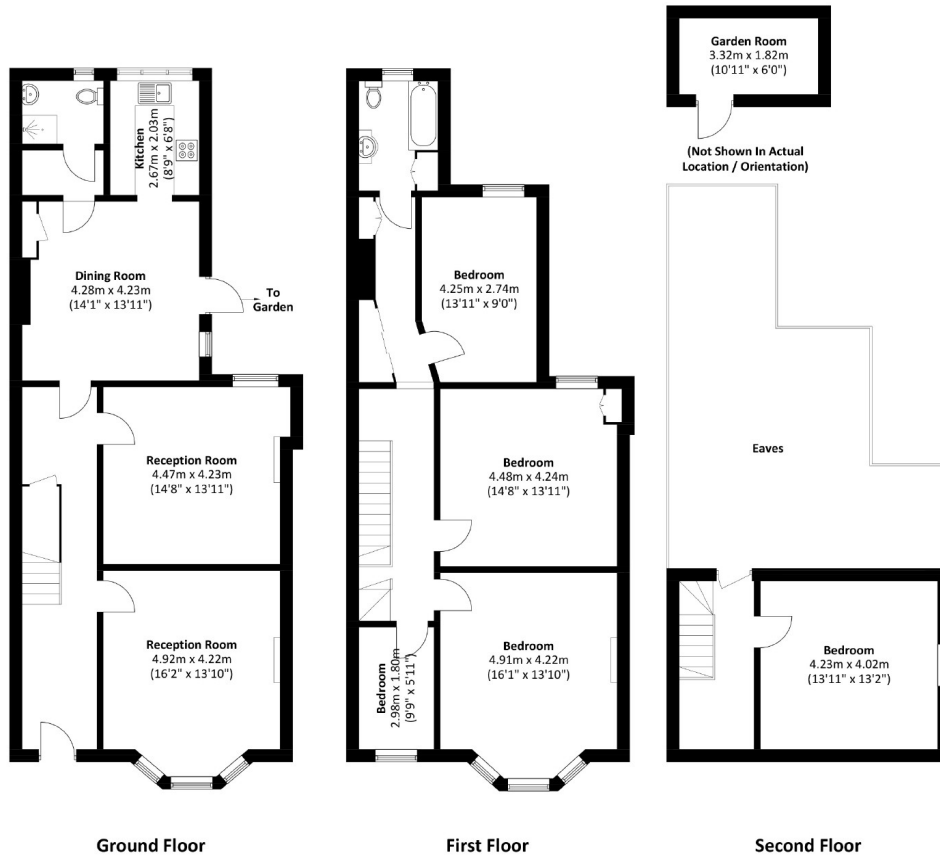 Garden Room
3.32m x 1.82m
(10'11" x 6'0")
(Not Shown In Actual
Location / Orientation)
Kitchen
2.67m x 2.03m
(8'9" x 6'8")
Dining Room
4.28m x 4.23m
(14'1" x 13'11")
To
Garden
Reception Room
4.47m x 4.23m
(14'8" x 13'11")
Reception Room
4.92m x 4.22m
(16'2" x 13'10")
Bedroom
4.25m x 2.74m
(13'11" x 9'0")
Bedroom
4.48m x 4.24m
(14'8" x 13'11")
Bedroom
2.98m x 1.80m
(9'9" x 5'11")
Bedroom
4.91m x 4.22m
(16'1" x 13'10")
Eaves
Bedroom
4.23m x 4.02m
(13'11" x 13'2")
Ground Floor
First Floor
Second Floor